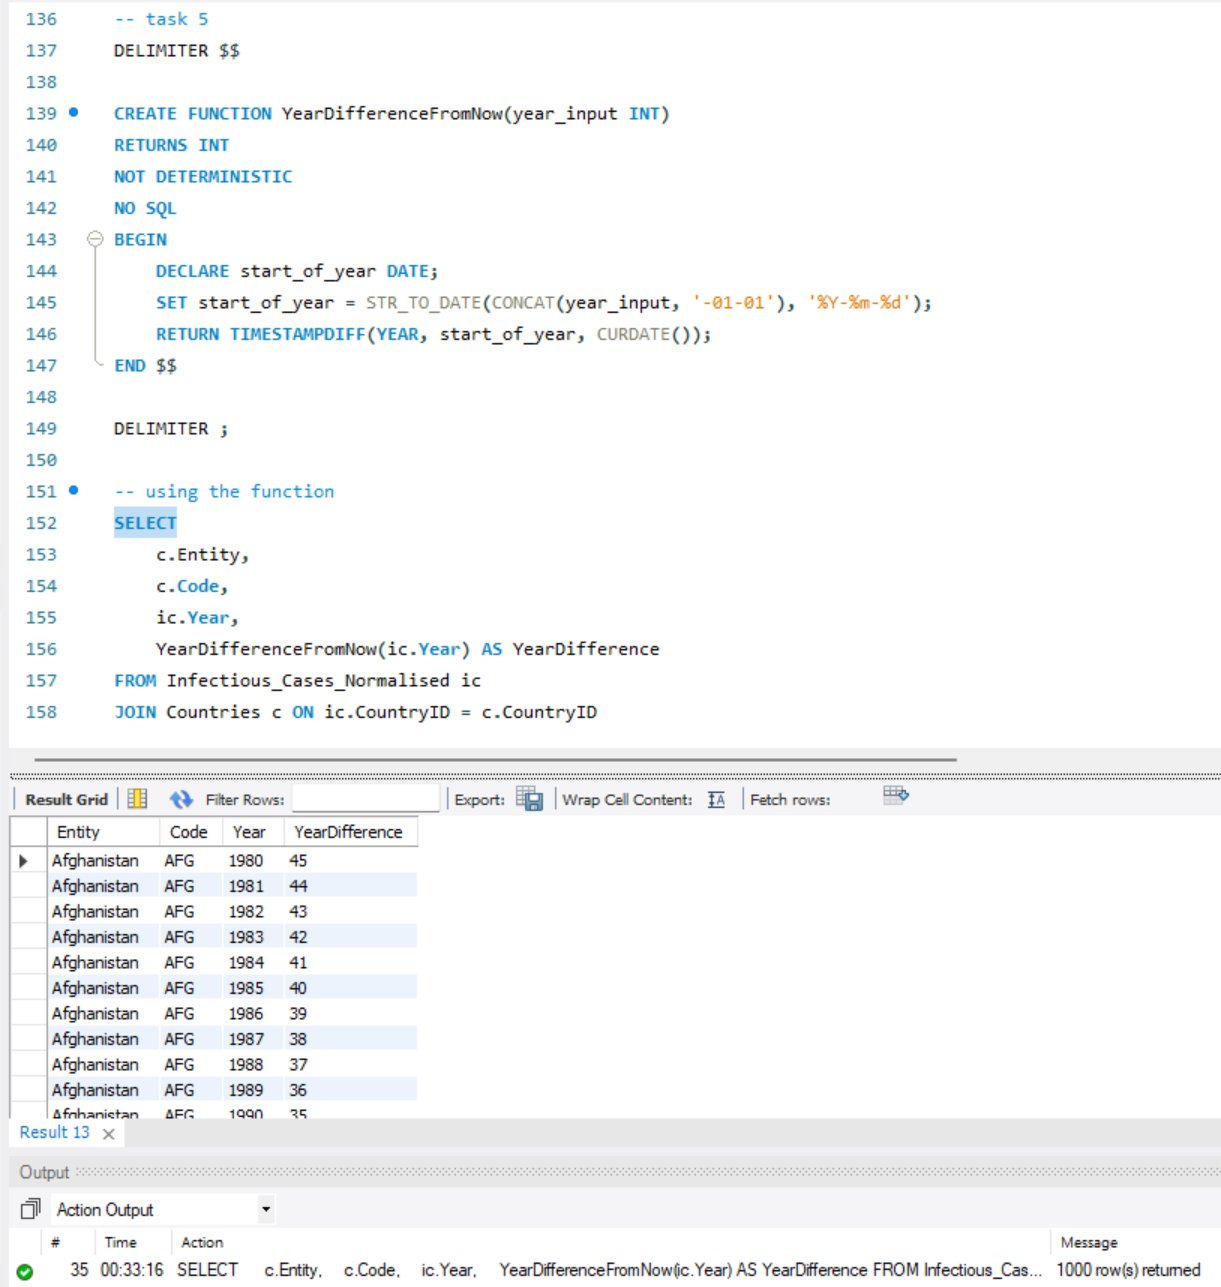 136 -- task 5
137 DELIMITER $$
138
139 CREATE FUNCTION YearDifferenceFromNow(year_input INT)
140 RETURNS INT
141 NOT DETERMINISTIC
142 NO SQL
143 BEGIN
144 DECLARE start_of_year DATE;
145 SET start_of_year = STR_TO_DATE(CONCAT(year_input, '-01-01'), '%Y-%m-%d');
146 RETURN TIMESTAMPDIFF(YEAR, start_of_year, CURDATE());
147 END $$
148
149 DELIMITER ;
150
151 -- using the function
152 SELECT
153 c.Entity,
154 c.Code,
155 ic.Year,
156 YearDifferenceFromNow(ic.Year) AS YearDifference
157 FROM Infectious_Cases_Normalised ic
158 JOIN Countries c ON ic.CountryID = c.CountryID
Result Grid Filter Rows: Export: Wrap Cell Content: Fetch rows:
Entity Code Year YearDifference
Afghanistan AFG 1980 45
Afghanistan AFG 1981 44
Afghanistan AFG 1982 43
Afghanistan AFG 1983 42
Afghanistan AFG 1984 41
Afghanistan AFG 1985 40
Afghanistan AFG 1986 39
Afghanistan AFG 1987 38
Afghanistan AFG 1988 37
Afghanistan AFG 1989 36
Afghanistan AFG 1990 35
Result 13
Output
Action Output
# Time Action Message
35 00:33:16 SELECT c.Entity, c.Code, ic.Year, YearDifferenceFromNow(ic.Year) AS YearDifference FROM Infectious_Cas... 1000 row(s) returned